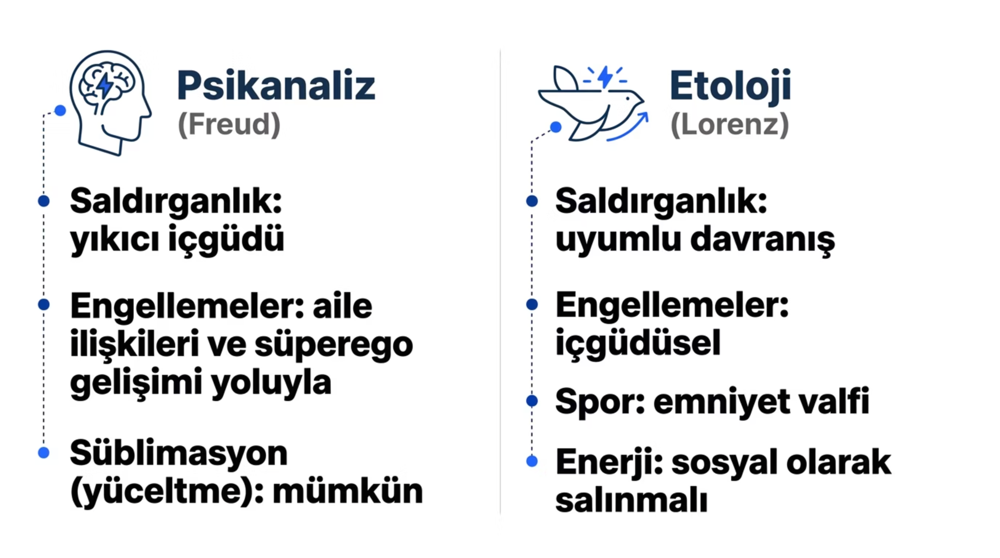 Psikanaliz
(Freud)
Saldırganlık:
yıkıcı içgüdü
Engellemeler: aile
ilişkileri ve süperego
gelişimi yoluyla
Süblimasyon
(yüceltme): mümkün
Etoloji
(Lorenz)
Saldırganlık:
uyumlu davranış
Engellemeler:
içgüdüsel
Spor: emniyet valfi
Enerji: sosyal olarak
salınmalı